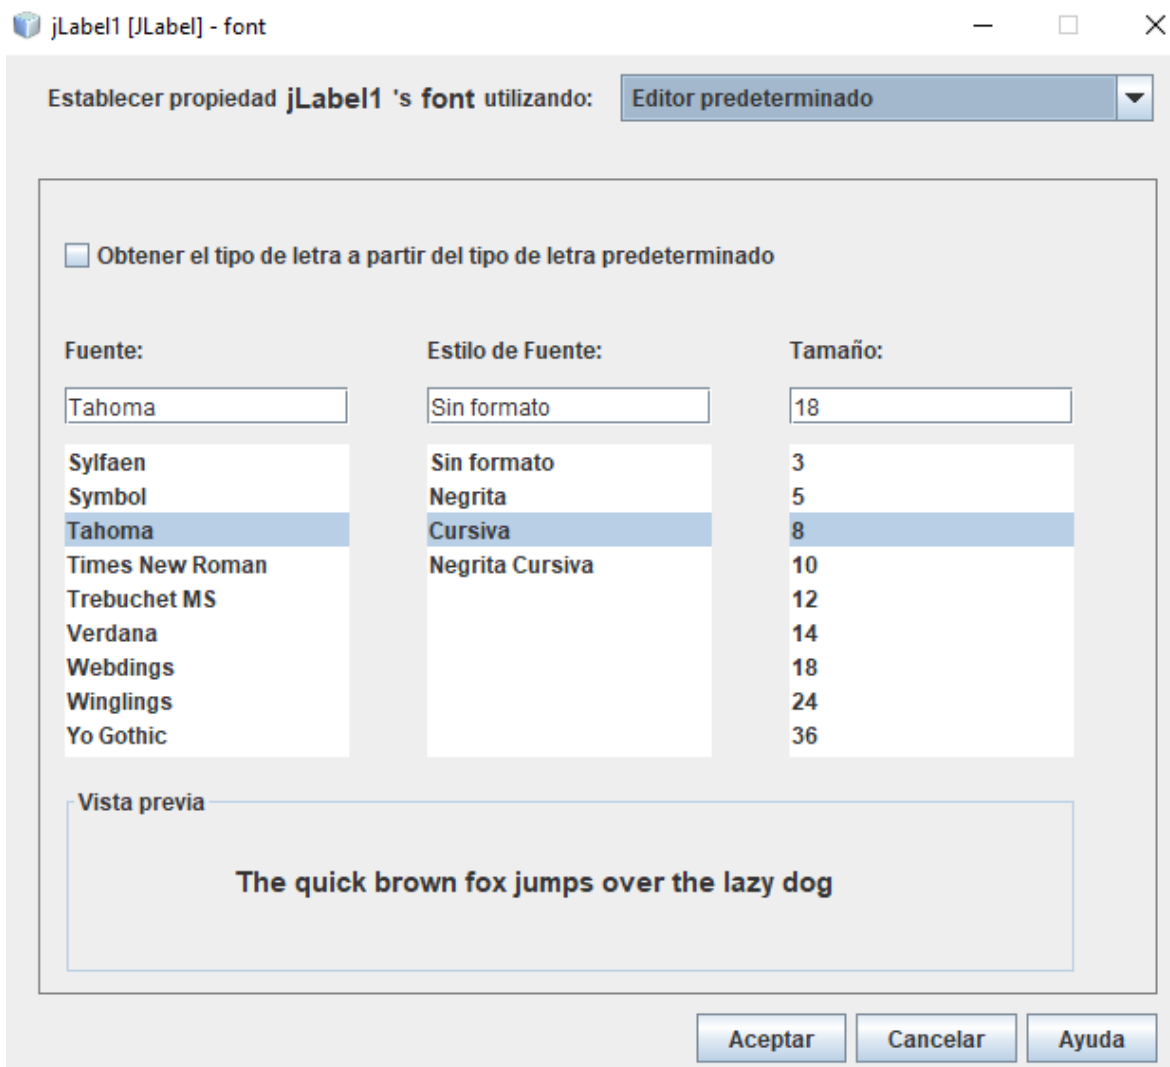 jLabel1 [JLabel] - font
Establecer propiedad jLabel1 's font utilizando: Editor predeterminado
Obtener el tipo de letra a partir del tipo de letra predeterminado
Fuente: Estilo de Fuente: Tamaño:
Tahoma Sin formato 18
Sylfaen Sin formato 3
Symbol Negrita 5
Tahoma Cursiva 8
Times New Roman Negrita Cursiva 10
Trebuchet MS 12
Verdana 14
Webdings 18
Winglings 24
Yo Gothic 36
Vista previa
The quick brown fox jumps over the lazy dog
Aceptar Cancelar Ayuda